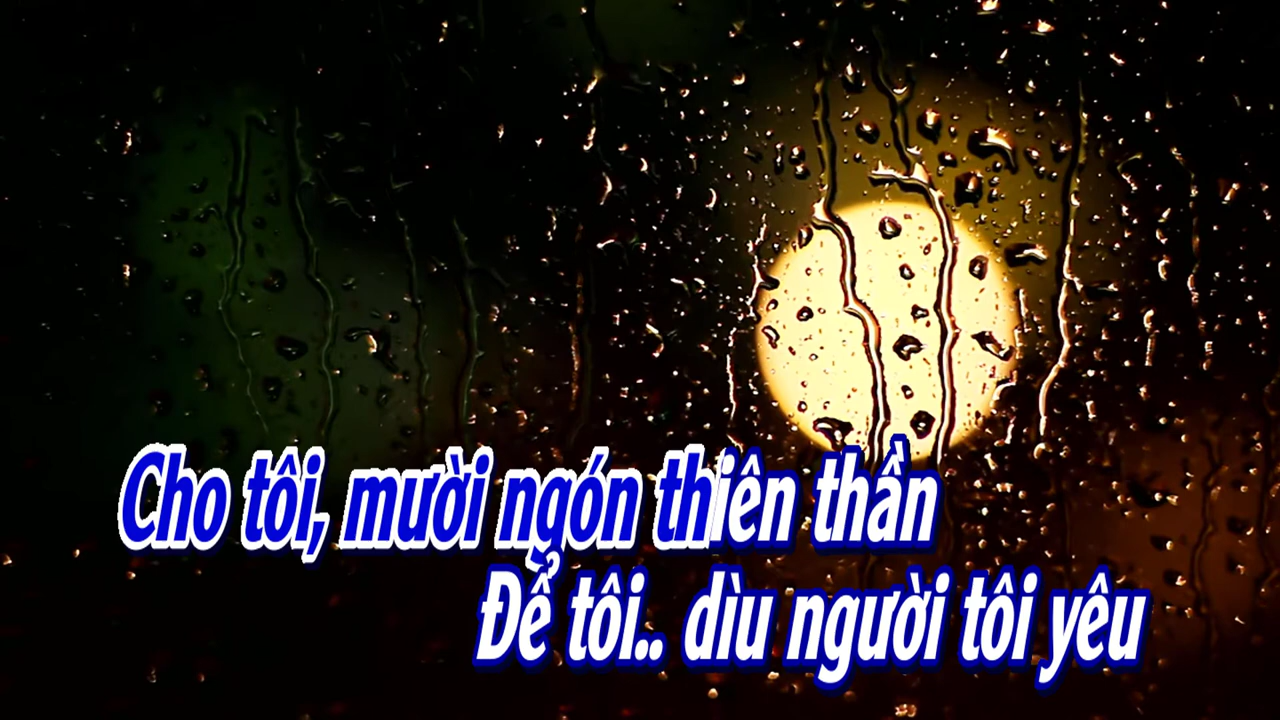 Cho tôi, mười ngón thiên thần
Để tôi.. dìu người tôi yêu